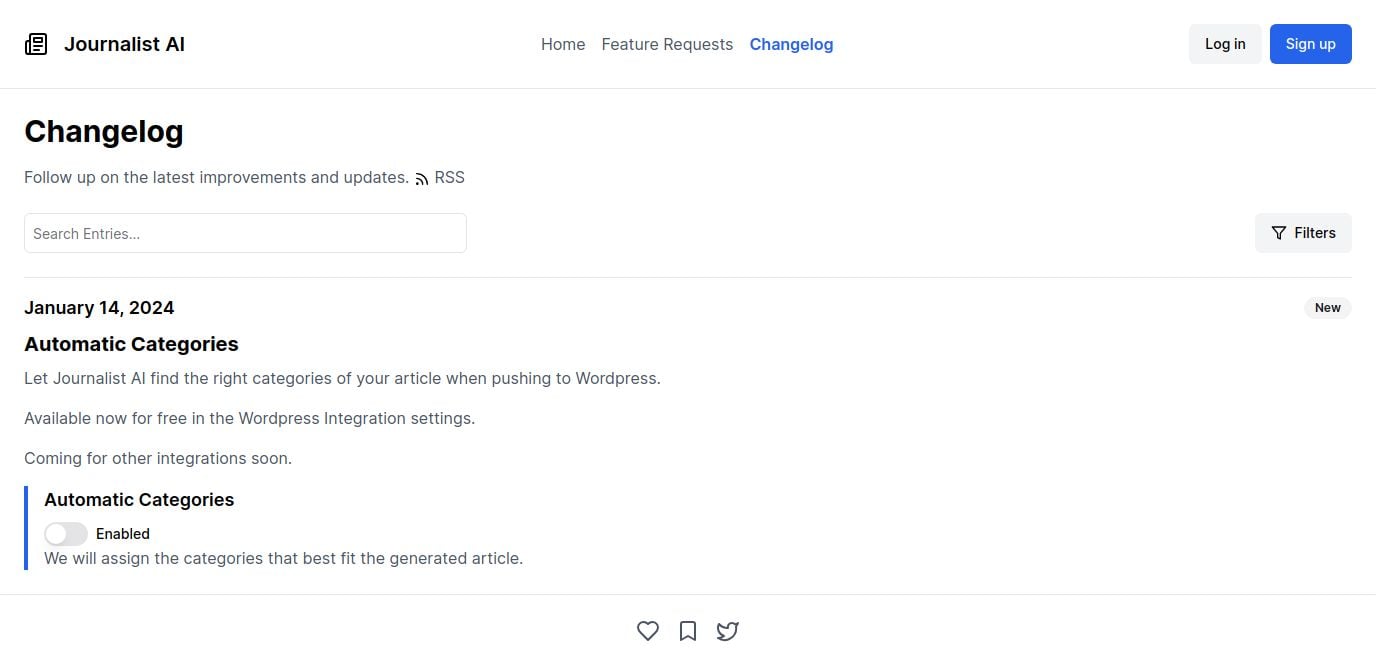 Journalist AI
Home Feature Requests Changelog
Log in Sign up
Changelog
Follow up on the latest improvements and updates. RSS
Search Entries...
Filters
January 14, 2024
New
Automatic Categories
Let Journalist AI find the right categories of your article when pushing to Wordpress.
Available now for free in the Wordpress Integration settings.
Coming for other integrations soon.
Automatic Categories
Enabled
We will assign the categories that best fit the generated article.